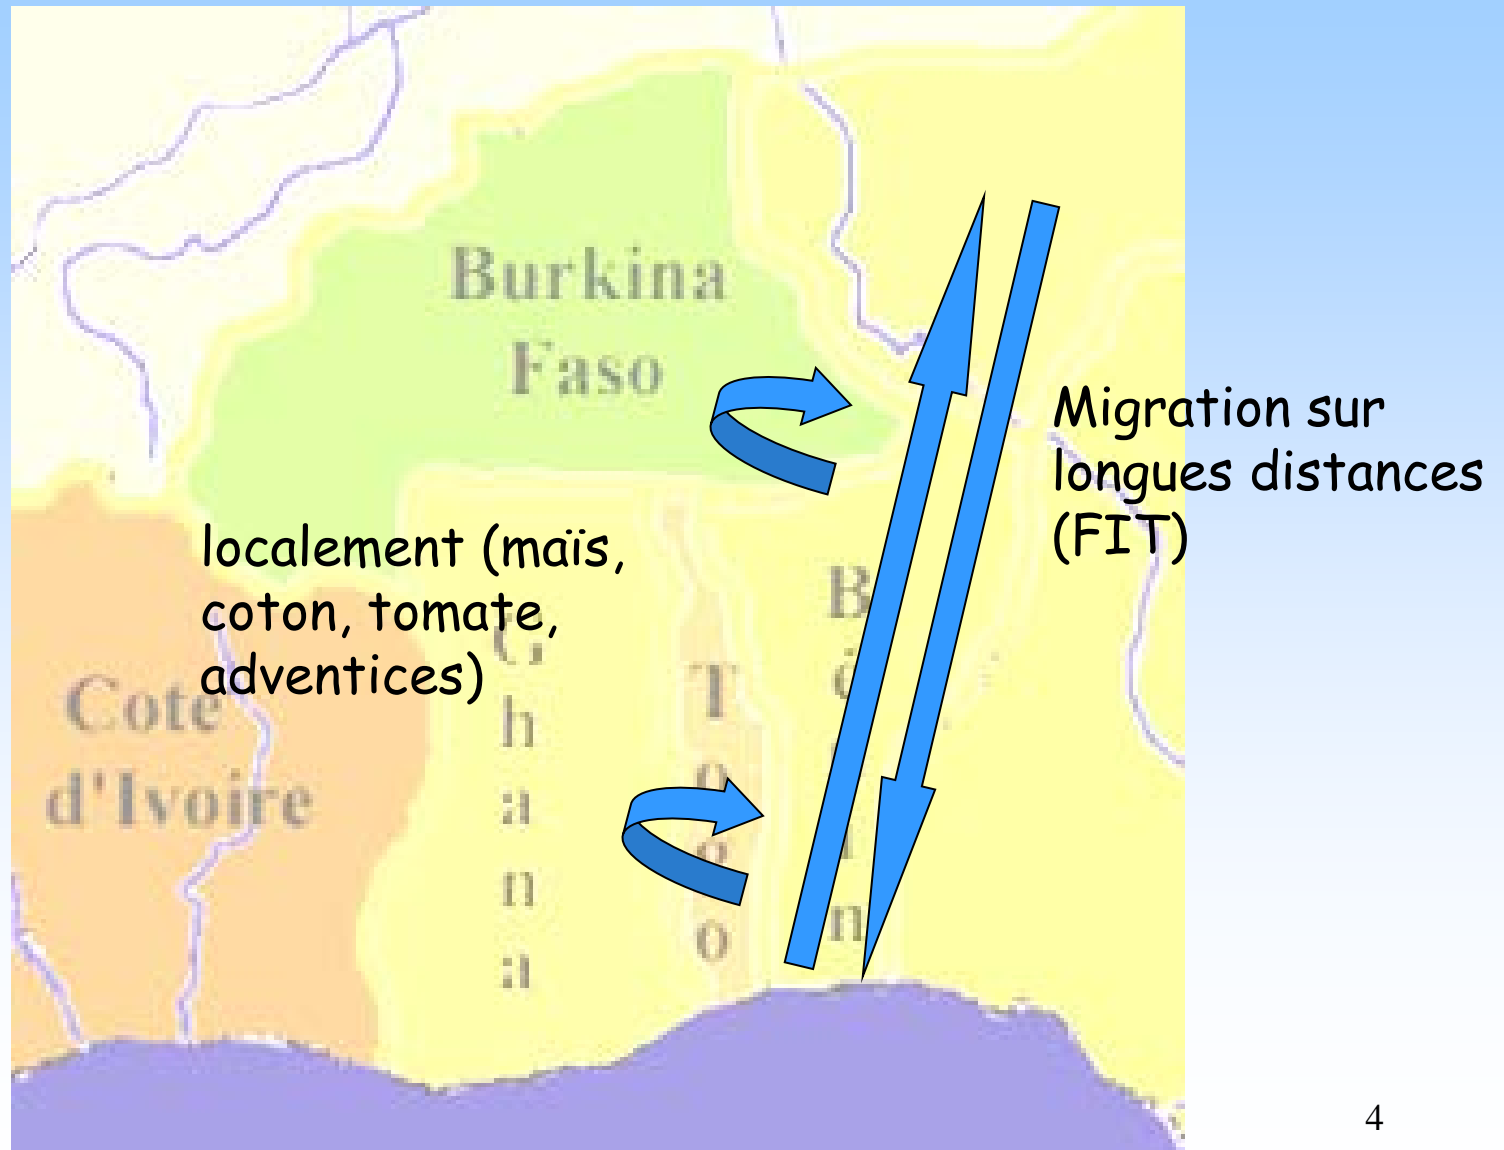 Burkina
Faso
Migration sur
longues distances
(FIT)
localement (maïs,
coton, tomate,
adventices)
Cote
d'Ivoire
G
h
a
n
a
T
o
g
o
B
é
n
i
n
4